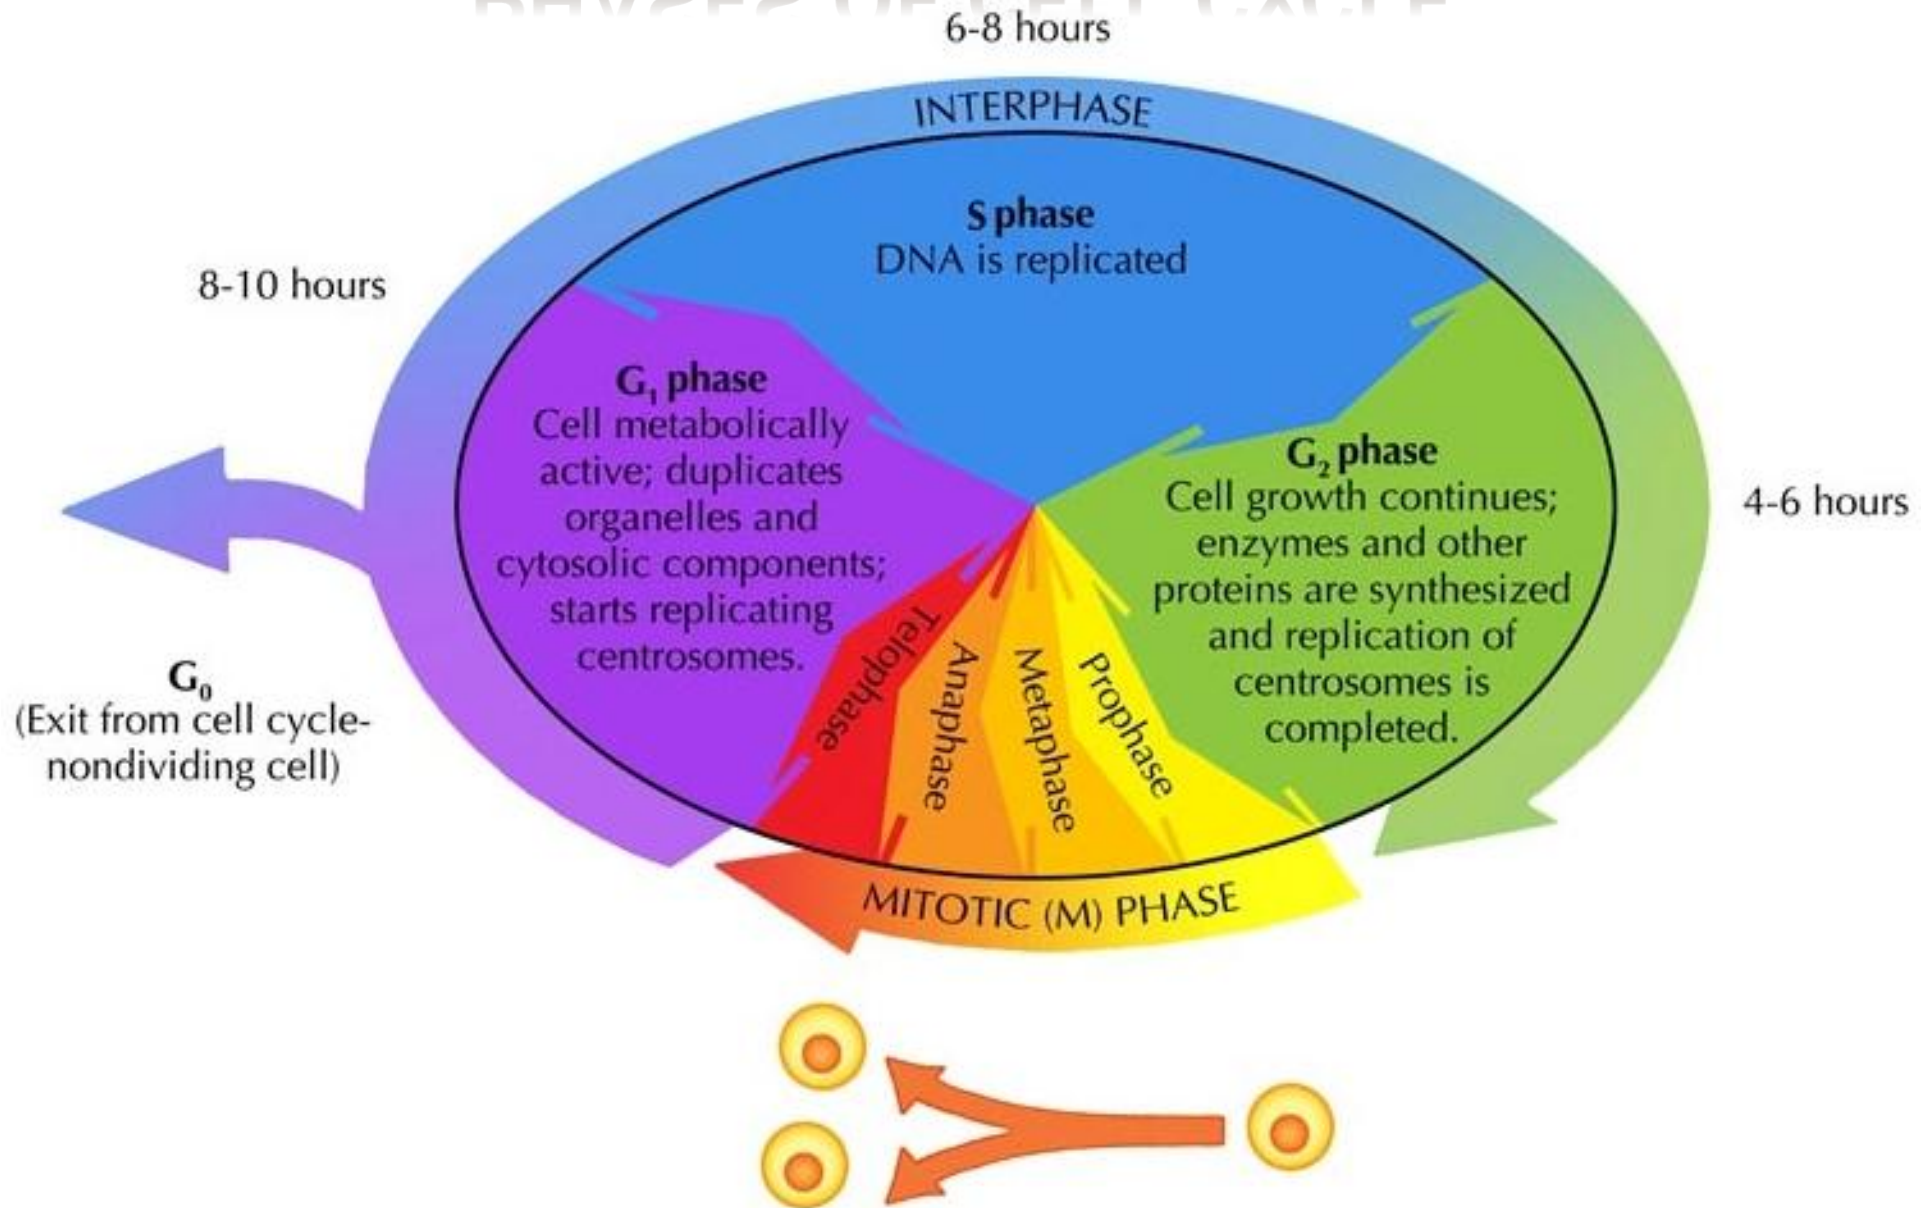 6-8 hours
INTERPHASE
S phase
DNA is replicated
8-10 hours
G₁ phase
Cell metabolically
active; duplicates
organelles and
cytosolic components;
starts replicating
centrosomes.
G₂ phase
Cell growth continues;
enzymes and other
proteins are synthesized
and replication of
centrosomes is
completed.
4-6 hours
G₀
(Exit from cell cycle-
nondividing cell)
Telophase
Anaphase
Metaphase
Prophase
MITOTIC (M) PHASE